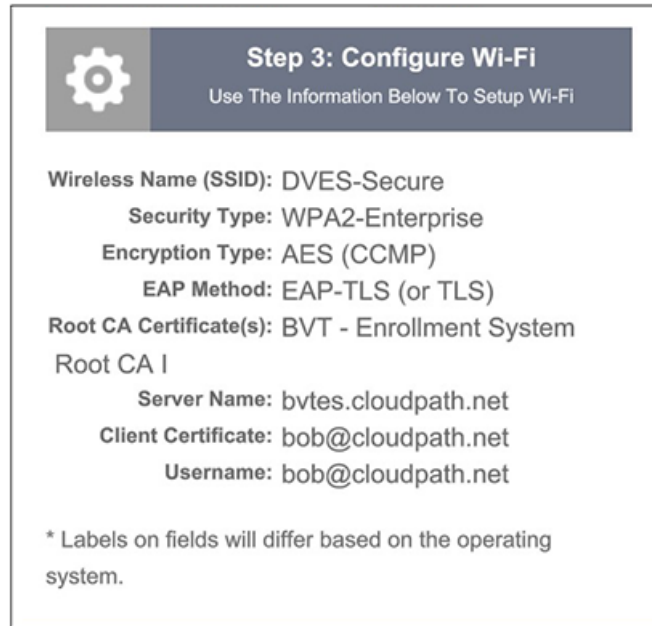 Step 3: Configure Wi-Fi
Use The Information Below To Setup Wi-Fi
Wireless Name (SSID): DVES-Secure
Security Type: WPA2-Enterprise
Encryption Type: AES (CCMP)
EAP Method: EAP-TLS (or TLS)
Root CA Certificate(s): BVT - Enrollment System
Root CA I
Server Name: bvtes.cloudpath.net
Client Certificate: bob@cloudpath.net
Username: bob@cloudpath.net
* Labels on fields will differ based on the operating
system.